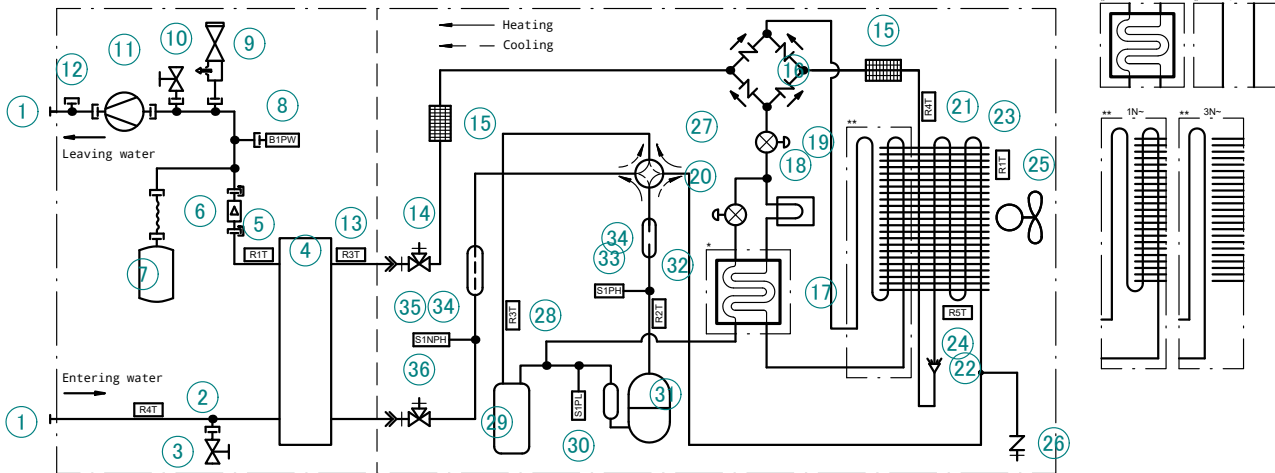 Heating
Cooling
10
9
11
12
15
16
8
1
Leaving water
B1PW
15
R4T
21
23
27
19
18
**
R1T
25
20
6
5
13
14
4
R1T
R3T
34
33
32
7
S1PH
*
17
R3T
28
R2T
35
34
S1NPH
R5T
36
24
22
Entering water
1
R4T
2
3
29
S1PL
30
31
26
** 1N~
** 3N~